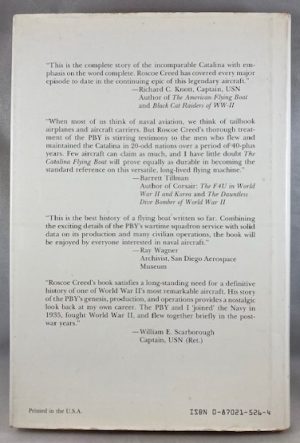 "This is the complete story of the incomparable Catalina with em-
phasis on the word complete. Roscoe Creed has covered every major
episode to date in the continuing epic of this legendary aircraft."
—Richard C. Knott, Captain, USN
Author of The American Flying Boat
and Black Cat Raiders of WW-II
"When most of us think of naval aviation, we think of tailhook
airplanes and aircraft carriers. But Roscoe Creed's thorough treat-
ment of the PBY is stirring testimony to the men who flew and
maintained the Catalina in 20-odd nations over a period of 40-plus
years. Few aircraft can claim as much, and I have little doubt The
Catalina Flying Boat will prove equally as durable in becoming the
standard reference on this versatile, long-lived flying machine."
—Barrett Tillman
Author of Corsair: The F4U in World
War II and Korea and The Dauntless
Dive Bomber of World War II
"This is the best history of a flying boat written so far. Combining
the exciting details of the PBY's wartime squadron service with solid
data on its production and many civilian operations, the book will
be enjoyed by everyone interested in naval aircraft."
—Ray Wagner
Archivist, San Diego Aerospace
Museum
"Roscoe Creed's book satisfies a long-standing need for a definitive
history of one of World War II's most remarkable aircraft. His story
of the PBY's genesis, production, and operations provides a nostalgic
look back at my own career. The PBY and I 'joined' the Navy in
1935, fought World War II, and flew together briefly in the post-
war years."
—William E. Scarborough
Captain, USN (Ret.)
Printed in the U.S.A.
ISBN 0-87021-526-4